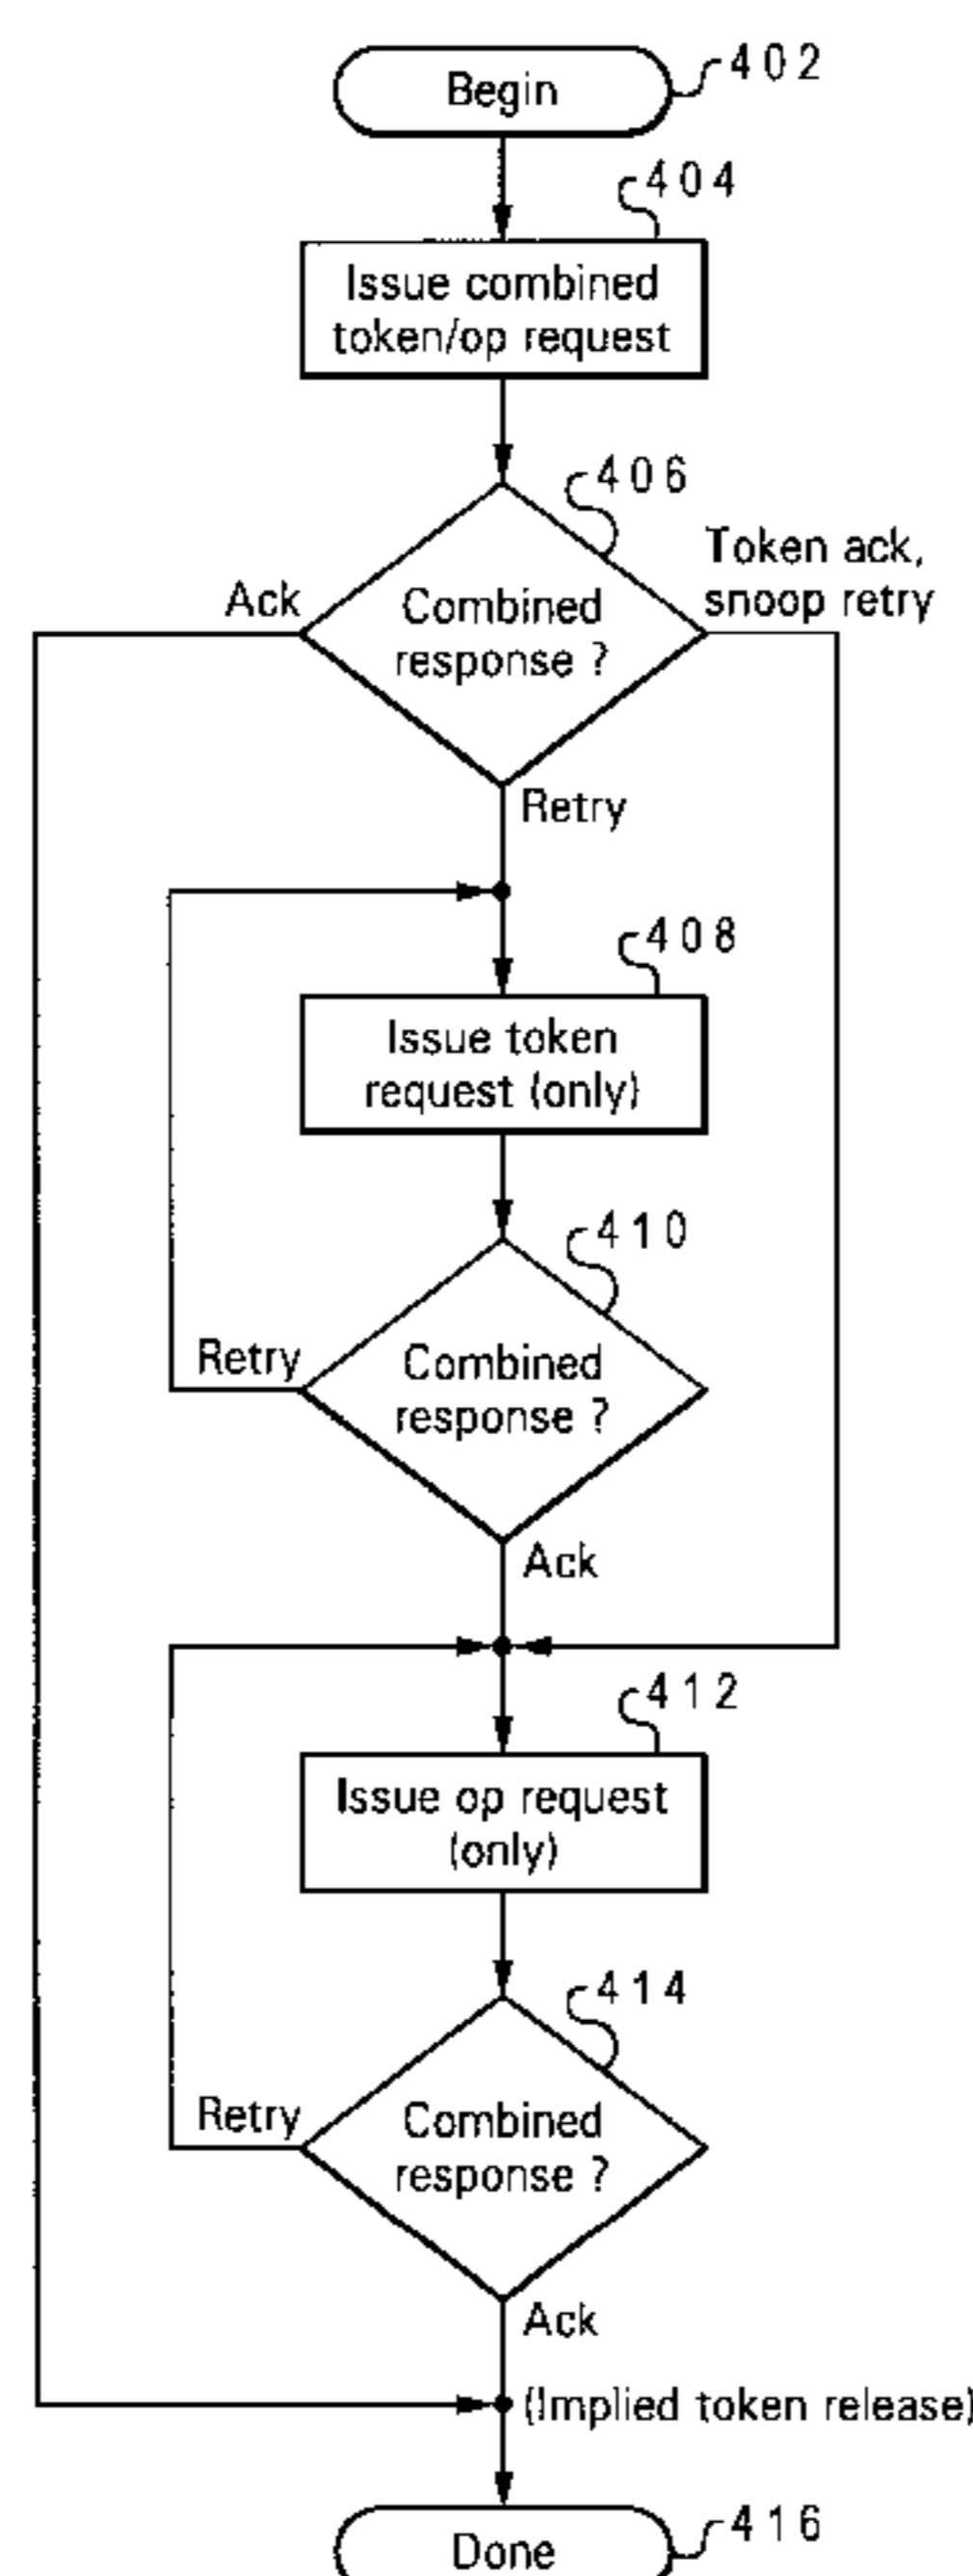 Begin
402
404
Issue combined
token/op request
406
Token ack,
snoop retry
Ack
Combined
response ?
Retry
408
Issue token
request (only)
410
Retry
Combined
response ?
Ack
412
Issue op request
(only)
414
Retry
Combined
response ?
Ack
(Implied token release)
Done
416